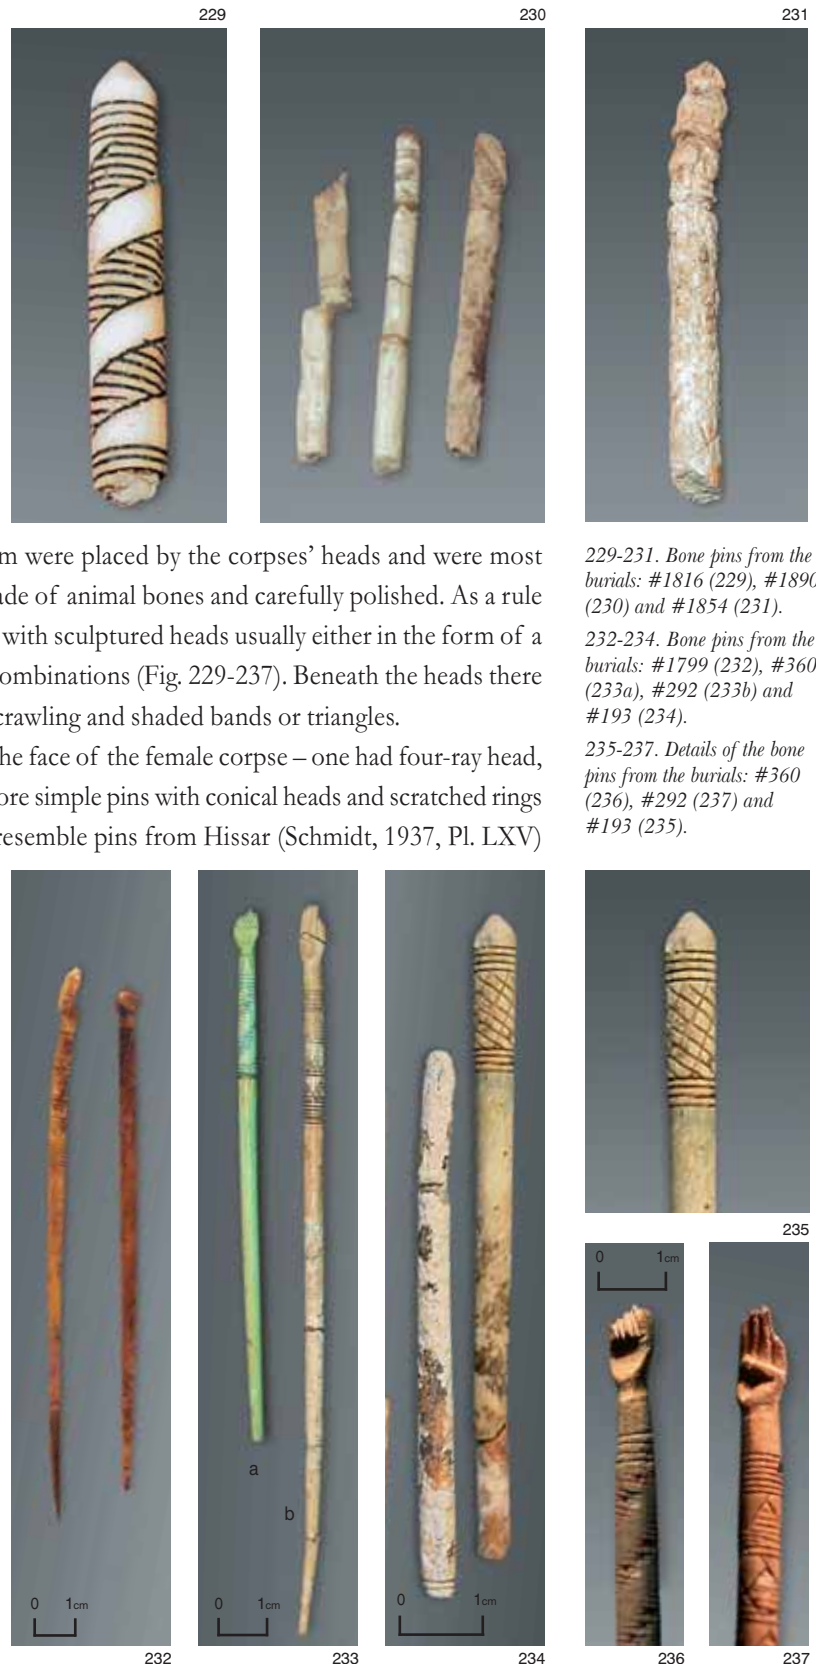 229
230
231
m were placed by the corpses’ heads and were most
ade of animal bones and carefully polished. As a rule
with sculptured heads usually either in the form of a
ombinations (Fig. 229-237). Beneath the heads there
crawling and shaded bands or triangles.
he face of the female corpse – one had four-ray head,
ore simple pins with conical heads and scratched rings
resemble pins from Hissar (Schmidt, 1937, Pl. LXV)
229-231. Bone pins from the
burials: #1816 (229), #1890
(230) and #1854 (231).
232-234. Bone pins from the
burials: #1799 (232), #360
(233a), #292 (233b) and
#193 (234).
235-237. Details of the bone
pins from the burials: #360
(236), #292 (237) and
#193 (235).
0 1cm
232
a
b
0 1cm
233
0 1cm
234
235
0 1cm
236
237